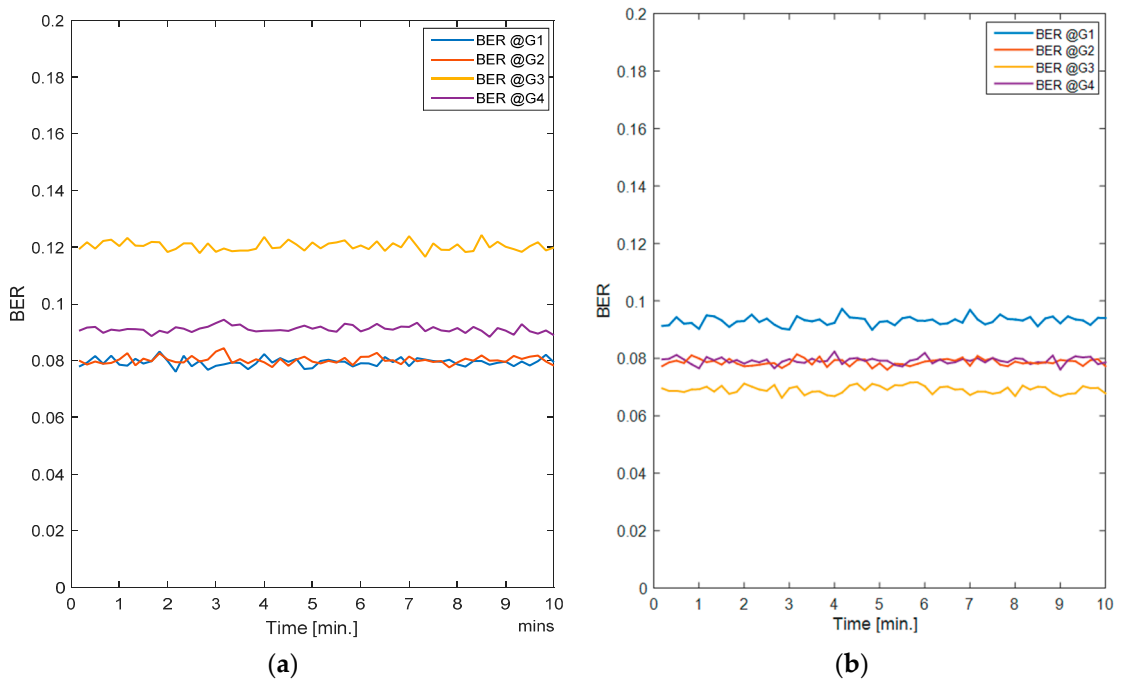 0.2
0.18
0.16
0.14
0.12
0.1
0.08
0.06
0.04
0.02
0
BER
BER @G1
BER @G2
BER @G3
BER @G4
0 1 2 3 4 5 6 7 8 9 10
Time [min.] mins
(a)
0.2
0.18
0.16
0.14
0.12
0.1
0.08
0.06
0.04
0.02
0
BER
BER @G1
BER @G2
BER @G3
BER @G4
0 1 2 3 4 5 6 7 8 9 10
Time [min.]
(b)